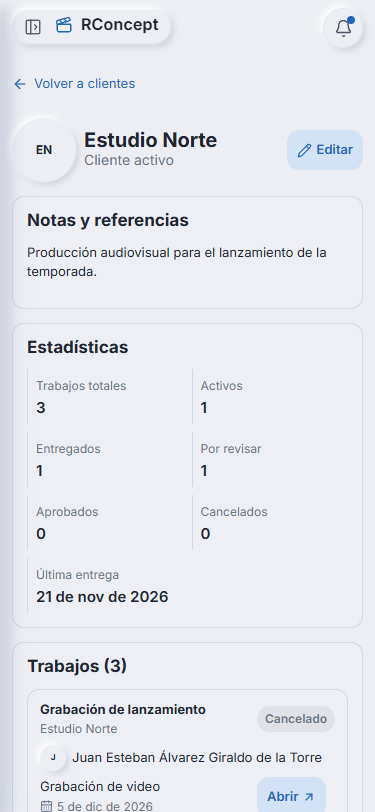 RConcept
Volver a clientes
EN
Estudio Norte
Cliente activo
Editar
Notas y referencias
Producción audiovisual para el lanzamiento de la
temporada.
Estadísticas
Trabajos totales
3
Activos
1
Entregados
1
Por revisar
1
Aprobados
0
Cancelados
0
Última entrega
21 de nov de 2026
Trabajos (3)
Grabación de lanzamiento
Estudio Norte
Cancelado
J
Juan Esteban Álvarez Giraldo de la Torre
Grabación de video
5 de dic de 2026
Abrir